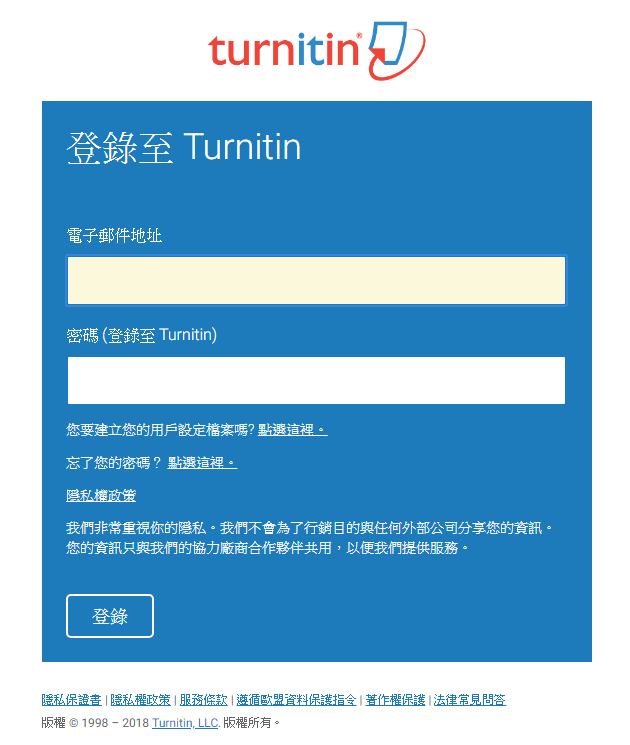 turnitin®
登錄至 Turnitin
電子郵件地址
密碼 (登錄至 Turnitin)
您要建立您的用戶設定檔案嗎? 點選這裡。
忘了您的密碼？ 點選這裡。
隱私權政策
我們非常重視你的隱私。我們不會為了行銷目的與任何外部公司分享您的資訊。
您的資訊只與我們的協力廠商合作夥伴共用，以便我們提供服務。
登錄
隱私保證書 | 隱私權政策 | 服務條款 | 遵循歐盟資料保護指令 | 著作權保護 | 法律常見問答
版權 © 1998 – 2018 Turnitin, LLC. 版權所有。